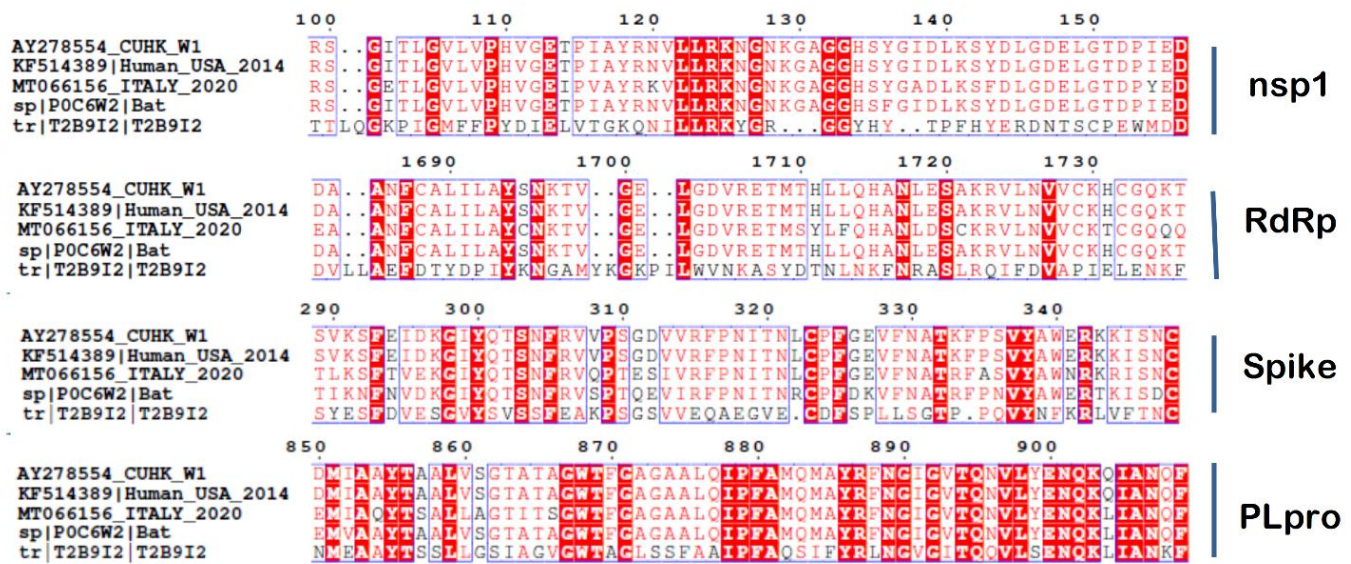 100 110 120 130 140 150
AY278554_CUHK_W1 RS..GITLGVLVPHVGETPIAYRNVLLRKNGNKGAGGHSYGIDLKSYDLGDELGTDPIED
KF514389|Human_USA_2014 RS..GITLGVLVPHVGETPIAYRNVLLRKNGNKGAGGHSYGIDLKSYDLGDELGTDPIED
MT066156_ITALY_2020 RS..GETLGVLVPHVGEIPVAYRKVLLRKNGNKGAGGHSYGADLKSFDLGDELGTDPYED
sp|P0C6W2|Bat RS..GITLGVLVPHVGETPIAYRNVLLRKNGNKGAGGHSFGIDLKSYDLGDELGTDPIED
tr|T2B9I2|T2B9I2 TTLQGKPIGMFFPYDIELVTGKQNILLRKYGR...GGYHY..TPFHYERDNTSCPEWMDD
nsp1
1690 1700 1710 1720 1730
AY278554_CUHK_W1 DA..ANFCALILAYSNKTV..GE..LGDVRETMTHLLQHANLESAKRVLNVVCKHCGQKT
KF514389|Human_USA_2014 DA..ANFCALILAYSNKTV..GE..LGDVRETMTHLLQHANLESAKRVLNVVCKHCGQKT
MT066156_ITALY_2020 EA..ANFCALILAYCNKTV..GE..LGDVRETMSYLFQHANLDSCKRVLNVVCKTCGQQQ
sp|P0C6W2|Bat DA..ANFCALILAYSNKTV..GE..LGDVRETMTHLLQHANLESAKRVLNVVCKHCGQKT
tr|T2B9I2|T2B9I2 DVLLAEFDTYDPIYKNGAMYKGKPILWVNKASYDTNLNKFNRASLRQIFDVAPIELENKF
RdRp
290 300 310 320 330 340
AY278554_CUHK_W1 SVKSFEIDKGIYQTSNFRVVPSGDVVRFPNITNLCPFGEVFNATKFPSVYAWERKKISNC
KF514389|Human_USA_2014 SVKSFEIDKGIYQTSNFRVVPSGDVVRFPNITNLCPFGEVFNATKFPSVYAWERKKISNC
MT066156_ITALY_2020 TLKSFTVEKGIYQTSNFRVQPTESIVRFPNITNLCPFGEVFNATRFASVYAWNRKRISNC
sp|P0C6W2|Bat TIKNFNVDKGIYQTSNFRVSPTQEVIRFPNITNRCPFDKVFNATRFPNVYAWERTKISDC
tr|T2B9I2|T2B9I2 SYESFDVESGVYSVSSFEAKPSGSVVEQAEGVE.CDFSPLLSGTP.PQVYNFKRLVFTNC
Spike
850 860 870 880 890 900
AY278554_CUHK_W1 DMIAAYTAALVSGTATAGWTFGAGAALQIPFAMQMAYRFNGIGVTQNVLYENQKQIANQF
KF514389|Human_USA_2014 DMIAAYTAALVSGTATAGWTFGAGAALQIPFAMQMAYRFNGIGVTQNVLYENQKQIANQF
MT066156_ITALY_2020 EMIAQYTSALLAGTITSGWTFGAGAALQIPFAMQMAYRFNGIGVTQNVLYENQKLIANQF
sp|P0C6W2|Bat EMVAAYTAALVSGTATAGWTFGAGAALQIPFAMQMAYRFNGIGVTQNVLYENQKQIANQF
tr|T2B9I2|T2B9I2 NMEAAYTSSLLGSIAGVGWTAGLSSFAAIPFAQSIFYRLNGVGITQQVLSENQKLIANKF
PLpro